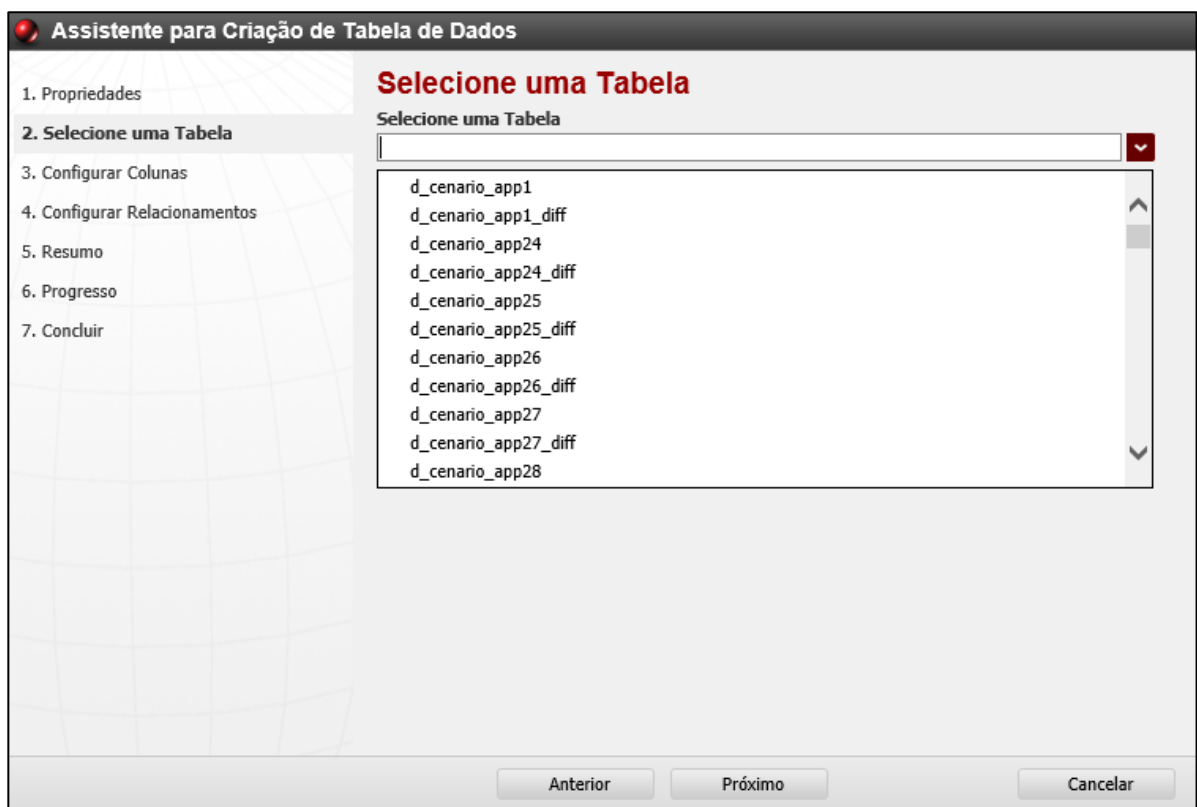 Assistente para Criação de Tabela de Dados
1. Propriedades
2. Selecione uma Tabela
3. Configurar Colunas
4. Configurar Relacionamentos
5. Resumo
6. Progresso
7. Concluir
Selecione uma Tabela
Selecione uma Tabela
d_cenario_app1
d_cenario_app1_diff
d_cenario_app24
d_cenario_app24_diff
d_cenario_app25
d_cenario_app25_diff
d_cenario_app26
d_cenario_app26_diff
d_cenario_app27
d_cenario_app27_diff
d_cenario_app28
Anterior
Próximo
Cancelar